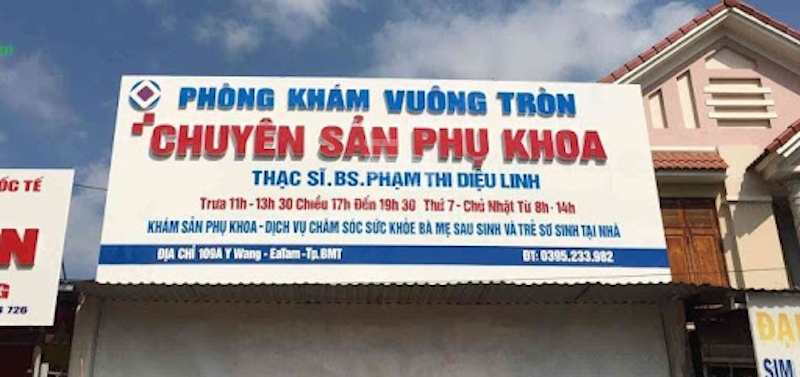 PHÒNG KHÁM VUÔNG TRÒN
CHUYÊN SẢN PHỤ KHOA
THẠC SĨ.BS.PHẠM THI DIỆU LINH
Trưa 11h - 13h 30 Chiều 17h Đến 19h 30 Thứ 7 - Chủ Nhật Từ 8h - 14h
KHÁM SẢN PHỤ KHOA - DỊCH VỤ CHĂM SÓC SỨC KHỎE BÀ MẸ SAU SINH VÀ TRẺ SƠ SINH TẠI NHÀ
ĐỊA CHỈ 109A Y Wang - EaTam -Tp.BMT ĐT: 0395.233.982
ỐC TẾ
N
G
726
ĐẠI
SIM